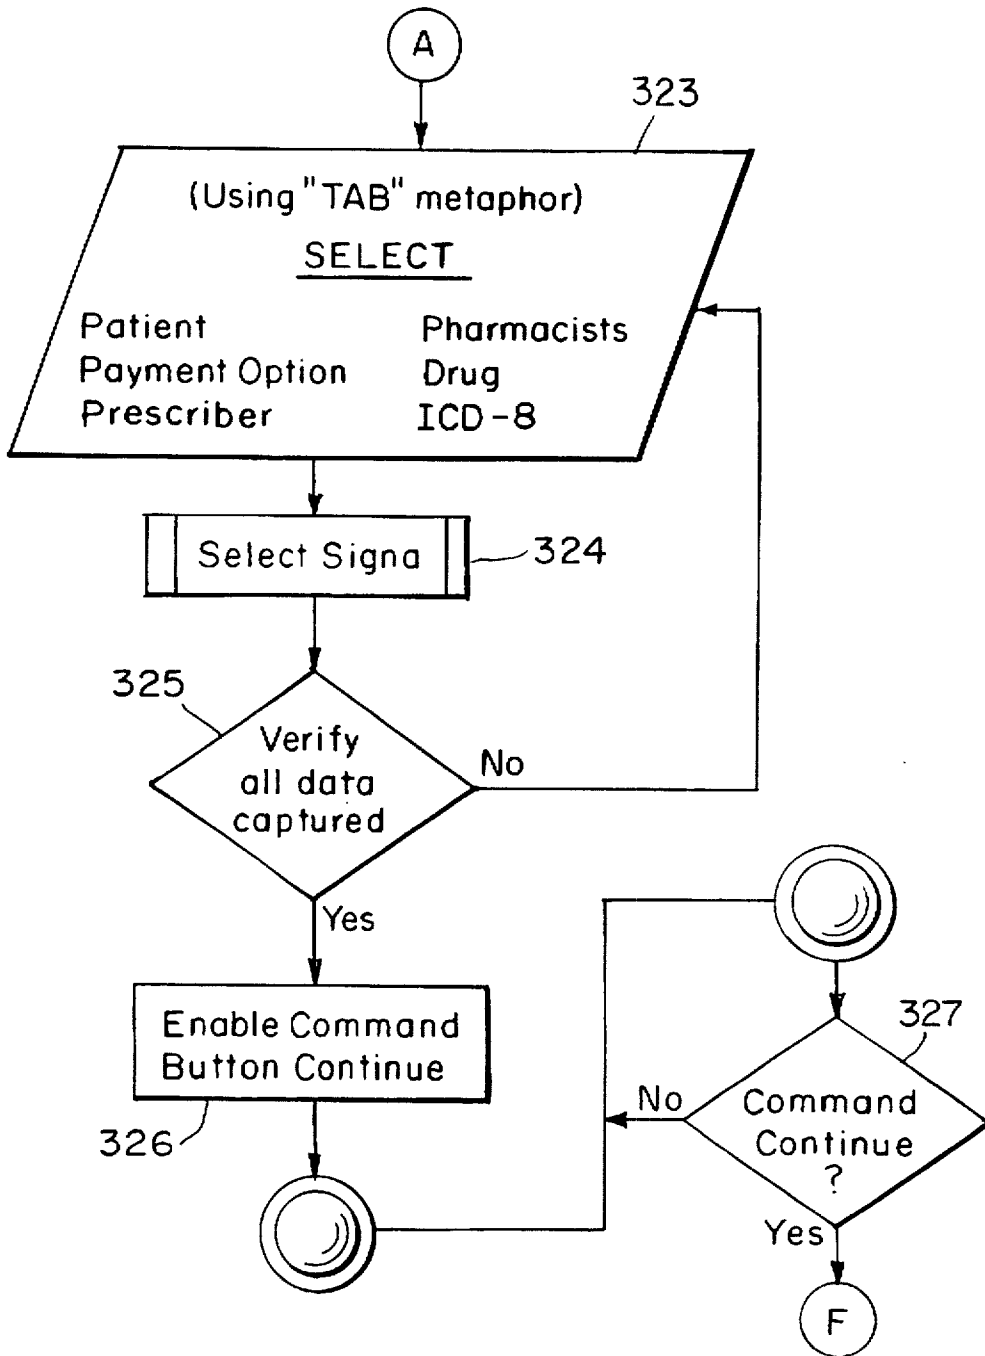 A
323
(Using "TAB" metaphor)
SELECT
Patient Pharmacists
Payment Option Drug
Prescriber ICD-8
Select Signa
324
325
Verify
all data
captured
No
Yes
Enable Command
Button Continue
326
327
Command
Continue
?
No
Yes
F